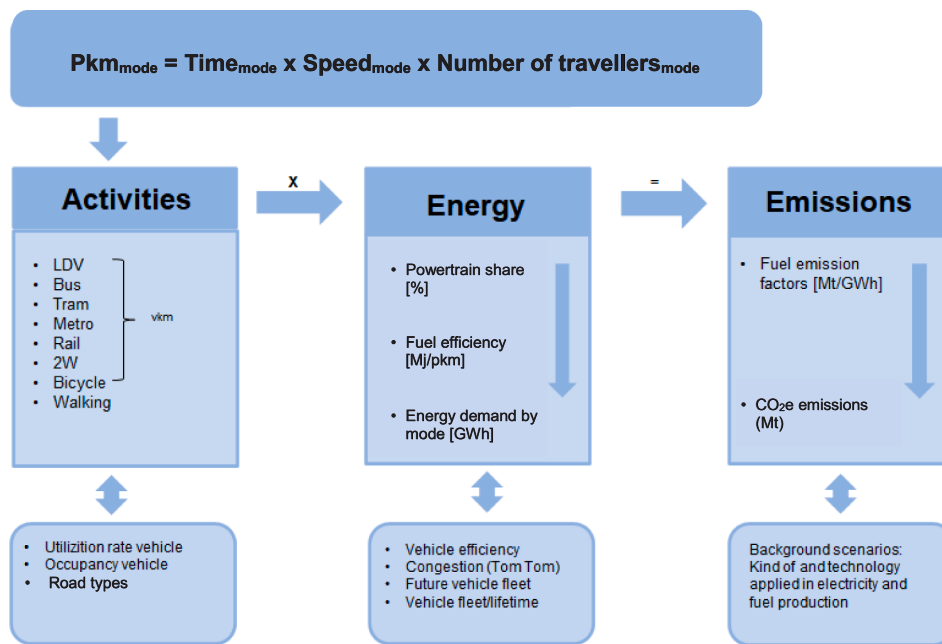 Pkmmode = Timemode x Speedmode x Number of travellersmode
Activities
X
Energy
=
Emissions
• LDV
• Bus
• Tram
• Metro
• Rail
• 2W
• Bicycle
• Walking
vkm
• Powertrain share
[%]
• Fuel efficiency
[Mj/pkm]
• Energy demand by
mode [GWh]
• Fuel emission
factors [Mt/GWh]
• CO₂e emissions
(Mt)
• Utilizition rate vehicle
• Occupancy vehicle
• Road types
• Vehicle efficiency
• Congestion (Tom Tom)
• Future vehicle fleet
• Vehicle fleet/lifetime
Background scenarios:
Kind of and technology
applied in electricity and
fuel production